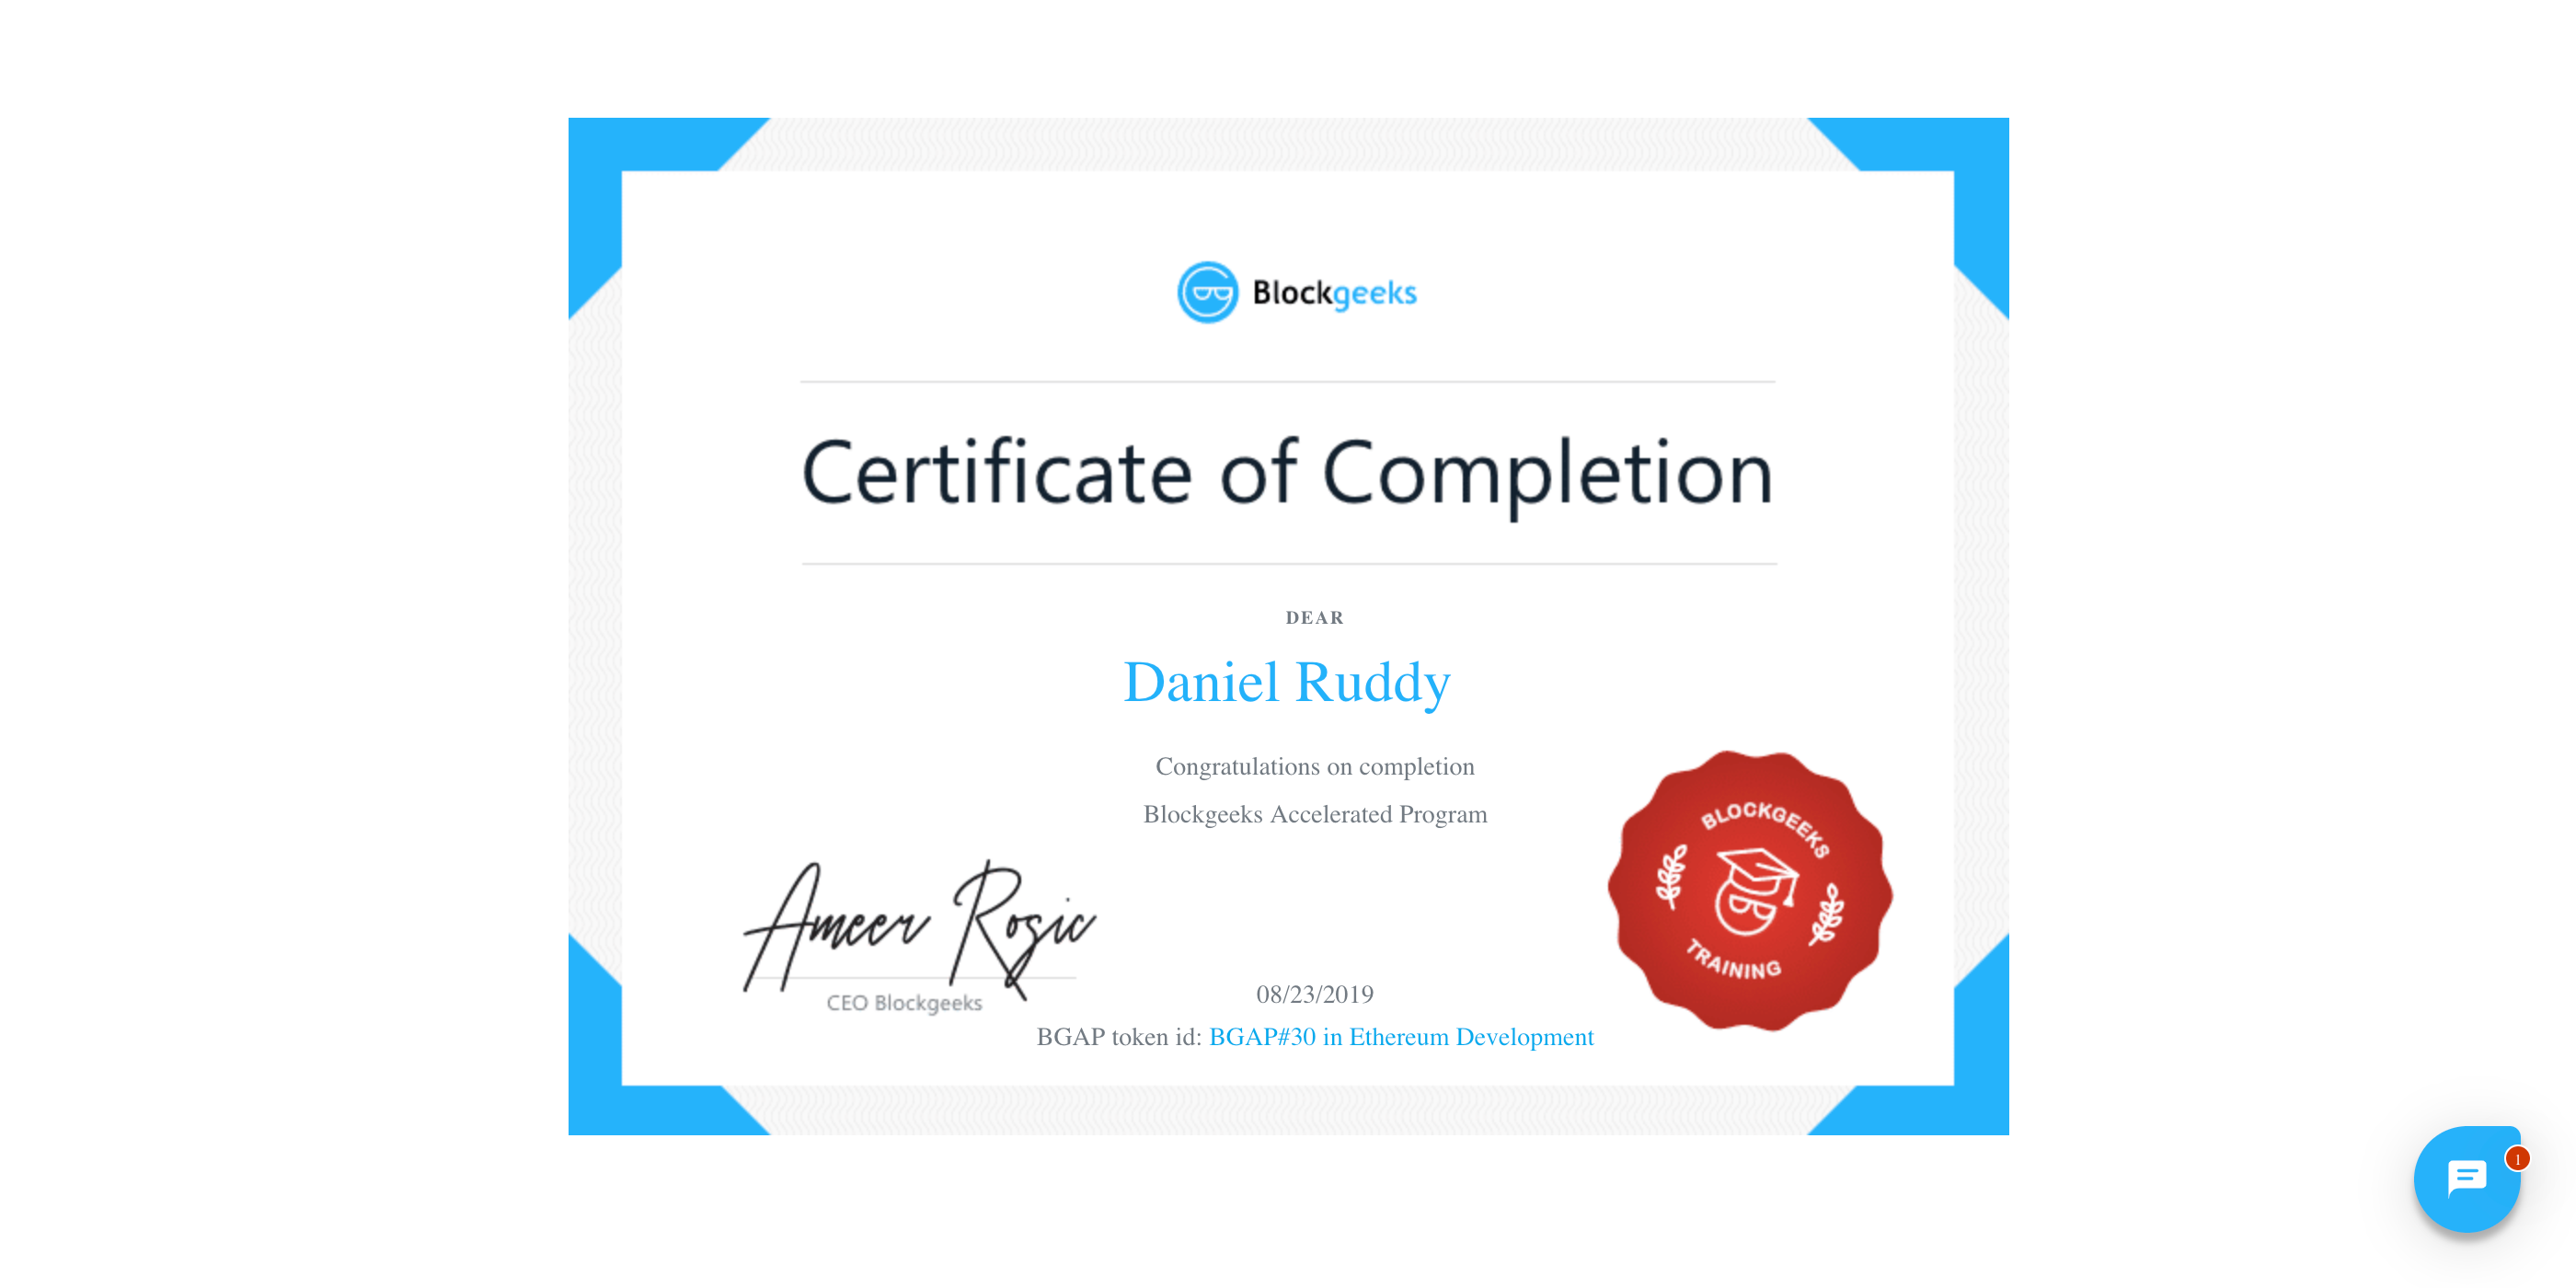 Blockgeeks
Certificate of Completion
DEAR
Daniel Ruddy
Congratulations on completion
Blockgeeks Accelerated Program
BLOCKGEEKS
TRAINING
Ameer Rosic
CEO Blockgeeks
08/23/2019
BGAP token id: BGAP#30 in Ethereum Development
1